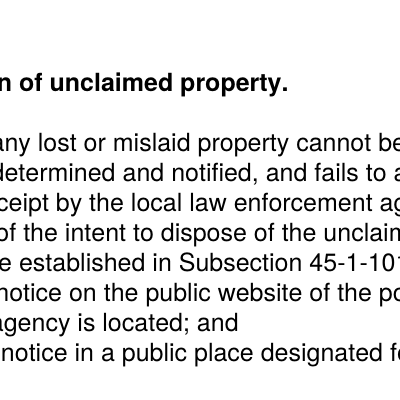 n of unclaimed property.
any lost or mislaid property cannot be
determined and notified, and fails to a
ceipt by the local law enforcement ag
of the intent to dispose of the unclaim
e established in Subsection 45-1-101
notice on the public website of the po
agency is located; and
notice in a public place designated fo